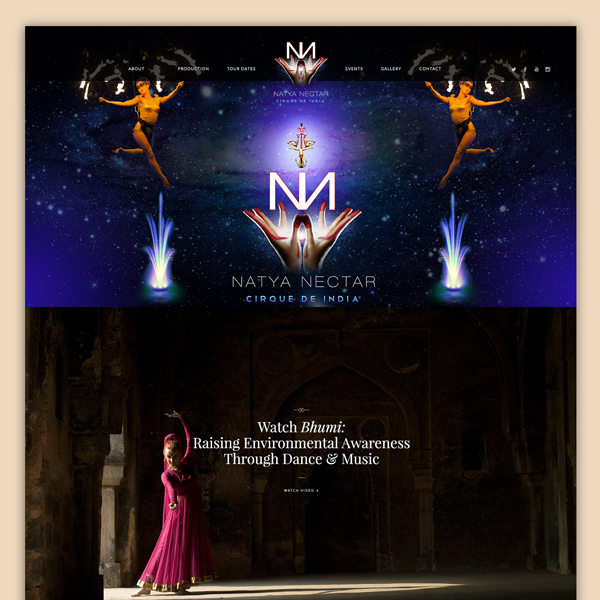 ABOUT PRODUCTION TOUR DATES EVENTS GALLERY CONTACT
NATYA NECTAR
CIRQUE DE INDIA
NATYA NECTAR
CIRQUE DE INDIA
Watch Bhumi:
Raising Environmental Awareness
Through Dance & Music
WATCH VIDEO